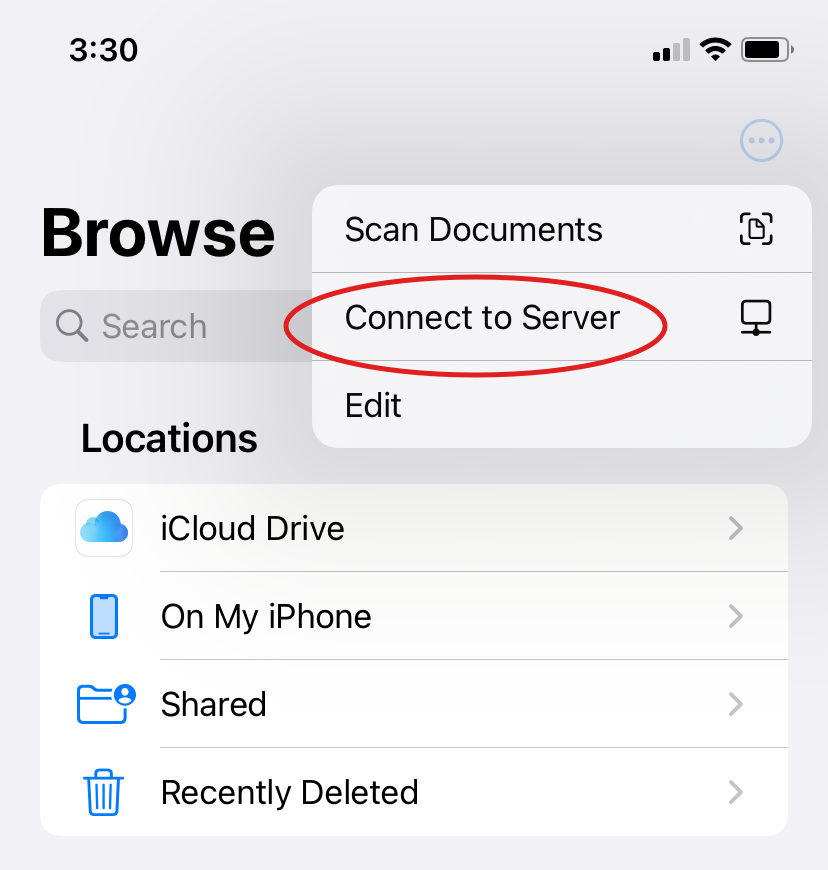 3:30
Browse
Search
Scan Documents
Connect to Server
Edit
Locations
iCloud Drive
On My iPhone
Shared
Recently Deleted